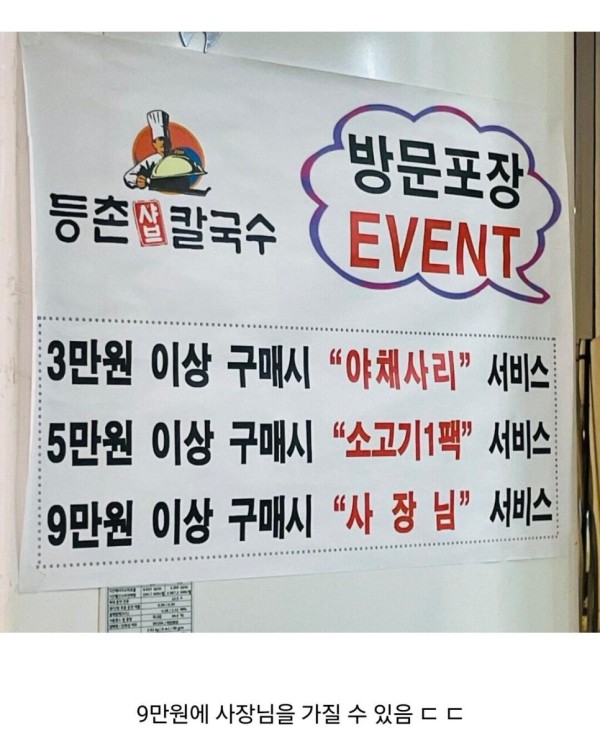 방문포장
EVENT
등촌 샤브 칼국수
3만원 이상 구매시 “야채사리” 서비스
5만원 이상 구매시 “소고기1팩” 서비스
9만원 이상 구매시 “사 장 님” 서비스
9만원에 사장님을 가질 수 있음 ㄷ ㄷ